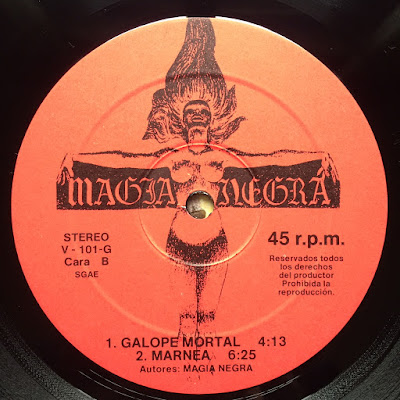 MAGIA NEGRA
STEREO
V - 101-G
Cara B
SGAE
45 r.p.m.
Reservados todos
los derechos
del productor
Prohibida la
reproducción.
1. GALOPE MORTAL 4:13
2. MARNEA 6:25
Autores: MAGIA NEGRA